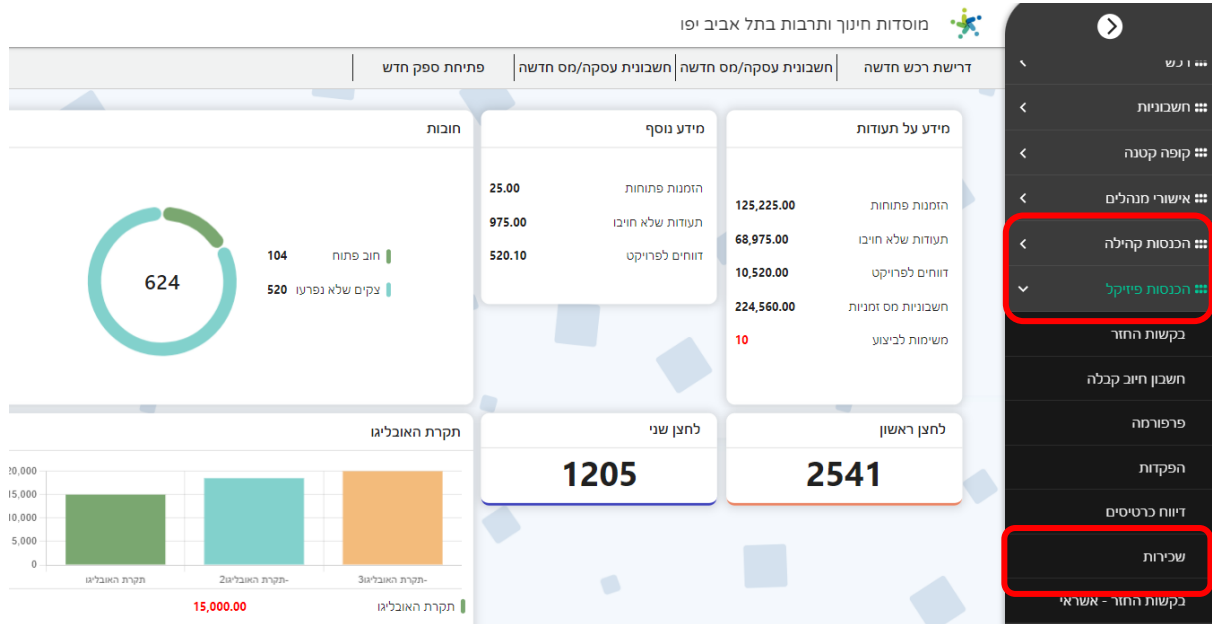 מוסדות חינוך ותרבות בתל אביב יפו
דרישת רכש חדשה
חשבונית עסקה/מס חדשה
חשבונית עסקה/מס חדשה
פתיחת ספק חדש
רכש
חשבוניות
קופה קטנה
אישורי מנהלים
הכנסות קהילה
הכנסות פיזיקל
בקשות החזר
חשבון חיוב קבלה
פרפורמה
הפקדות
דיווח כרטיסים
שכירות
בקשות החזר - אשראי
מידע על תעודות
הזמנות פתוחות 125,225.00
תעודות שלא חויבו 68,975.00
דווחים לפרויקט 10,520.00
חשבוניות מס זמניות 224,560.00
משימות לביצוע 10
מידע נוסף
הזמנות פתוחות 25.00
תעודות שלא חויבו 975.00
דווחים לפרויקט 520.10
חובות
חוב פתוח 104
צקים שלא נפרעו 520
624
לחצן ראשון
2541
לחצן שני
1205
תקרת האובליגו
20,000
15,000
10,000
5,000
0
תקרת האובליגו
תקרת האובליגו2-
תקרת האובליגו3-
תקרת האובליגו 15,000.00